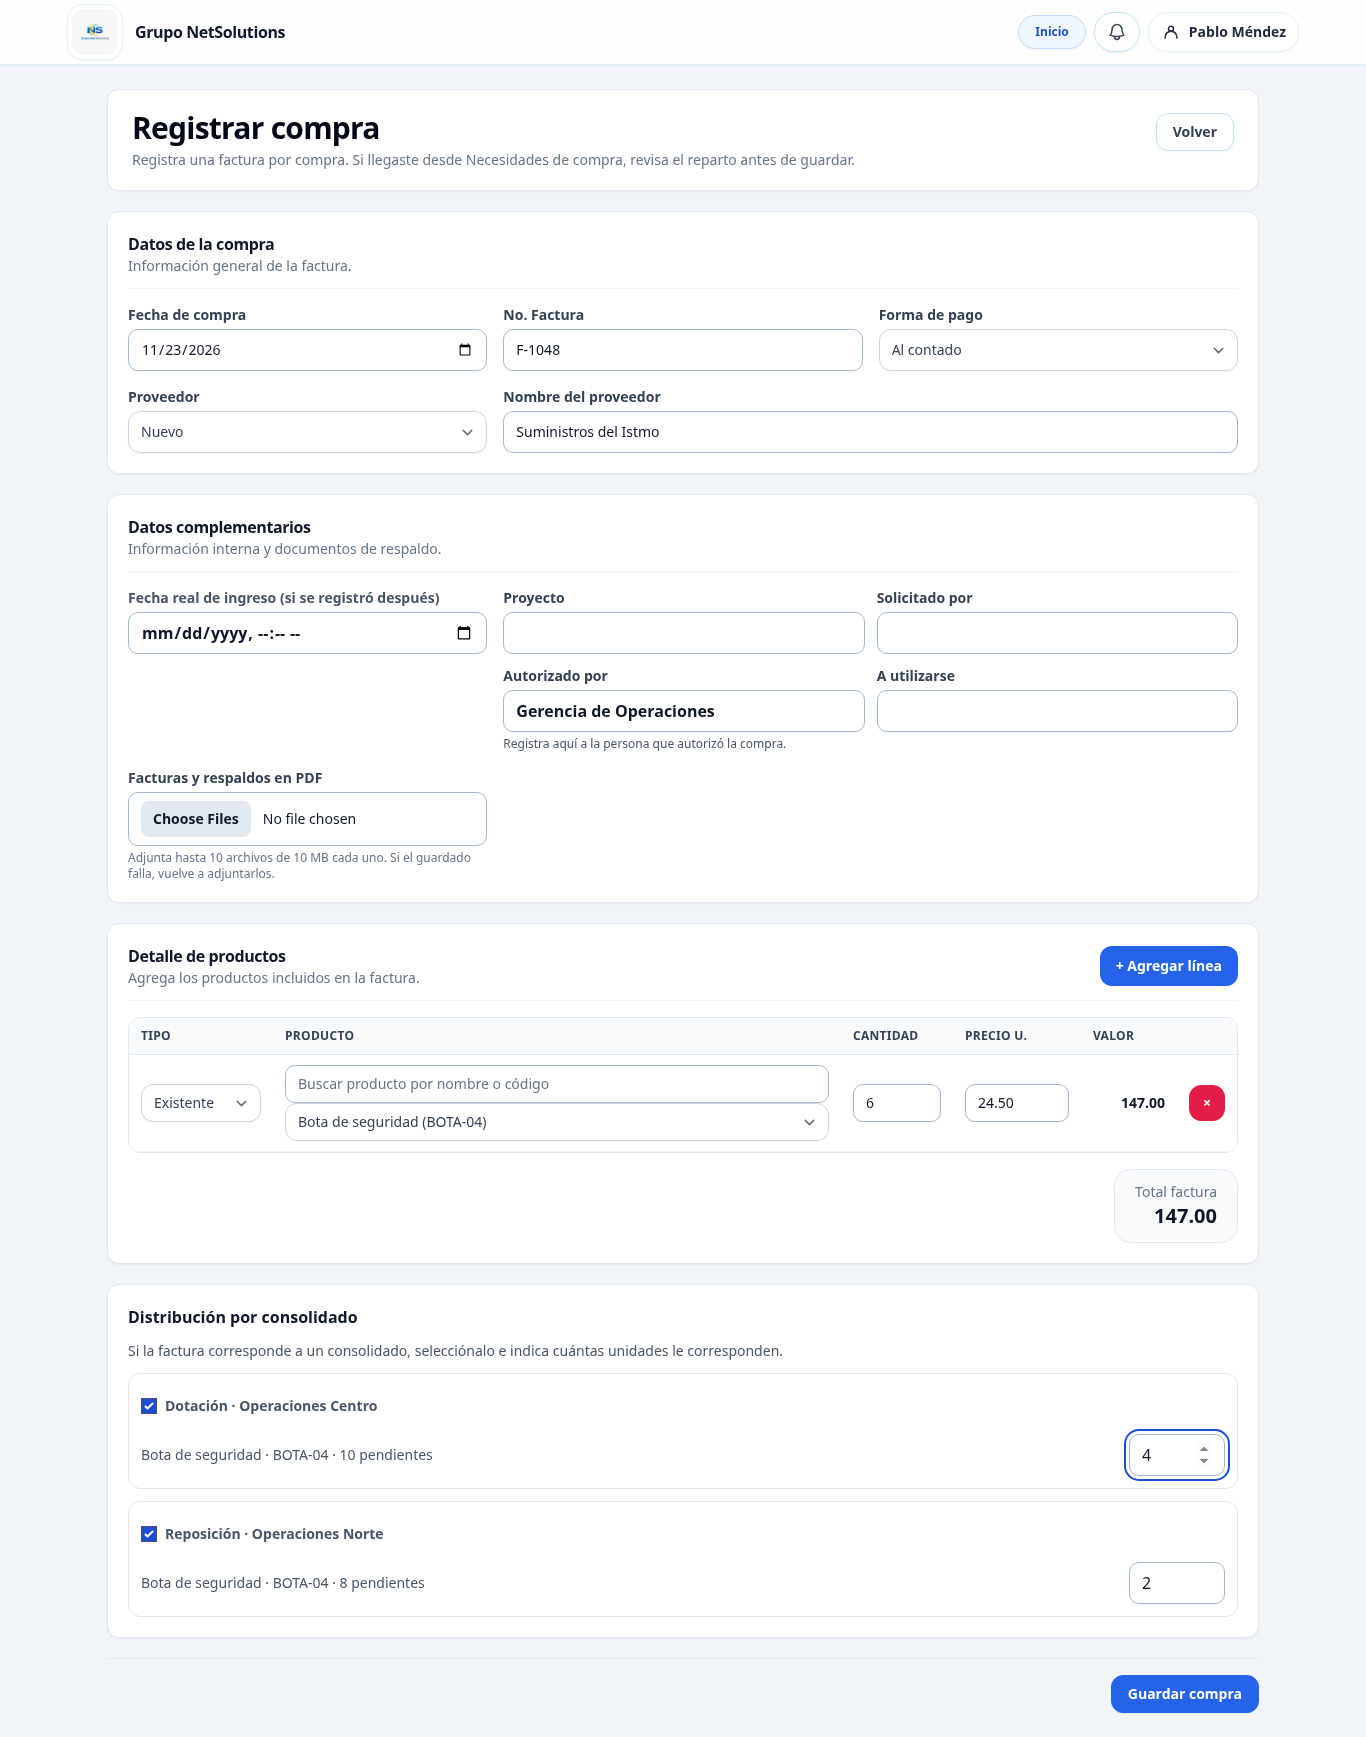 NS
Grupo NetSolutions
Inicio
Pablo Méndez
Registrar compra
Registra una factura por compra. Si llegaste desde Necesidades de compra, revisa el reparto antes de guardar.
Volver
Datos de la compra
Información general de la factura.
Fecha de compra
No. Factura
Forma de pago
11/23/2026
F-1048
Al contado
Proveedor
Nombre del proveedor
Nuevo
Suministros del Istmo
Datos complementarios
Información interna y documentos de respaldo.
Fecha real de ingreso (si se registró después)
Proyecto
Solicitado por
mm/dd/yyyy, --:-- --
Autorizado por
A utilizarse
Gerencia de Operaciones
Registra aquí a la persona que autorizó la compra.
Facturas y respaldos en PDF
Choose Files
No file chosen
Adjunta hasta 10 archivos de 10 MB cada uno. Si el guardado
falla, vuelve a adjuntarlos.
Detalle de productos
Agrega los productos incluidos en la factura.
+ Agregar línea
TIPO
PRODUCTO
CANTIDAD
PRECIO U.
VALOR
Existente
Buscar producto por nombre o código
Bota de seguridad (BOTA-04)
6
24.50
147.00
×
Total factura
147.00
Distribución por consolidado
Si la factura corresponde a un consolidado, selecciónalo e indica cuántas unidades le corresponden.
Dotación · Operaciones Centro
Bota de seguridad · BOTA-04 · 10 pendientes
4
Reposición · Operaciones Norte
Bota de seguridad · BOTA-04 · 8 pendientes
2
Guardar compra